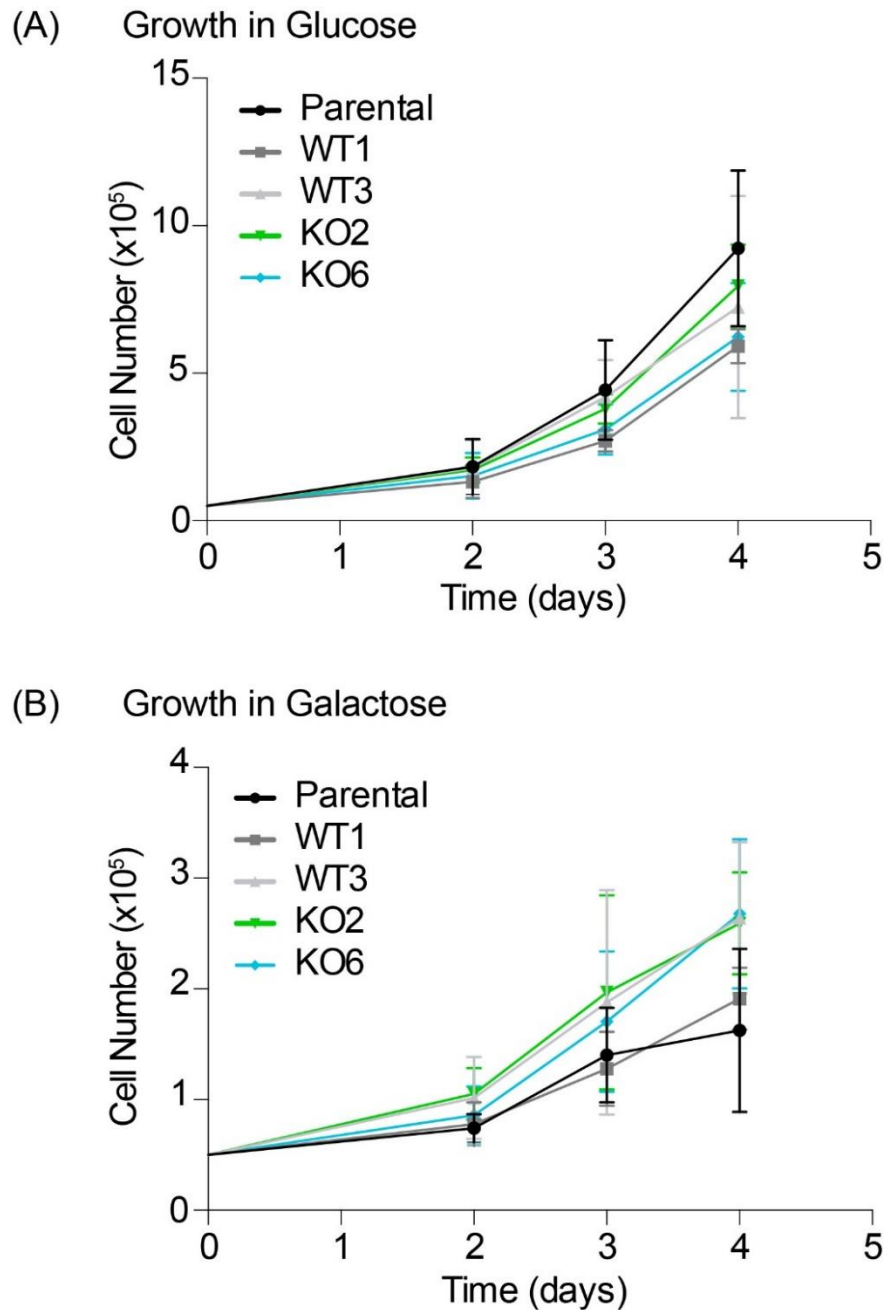 (A) Growth in Glucose
15
10
5
0
Cell Number (x10⁵)
Parental
WT1
WT3
KO2
KO6
0 1 2 3 4 5
Time (days)
(B) Growth in Galactose
4
3
2
1
0
Cell Number (x10⁵)
Parental
WT1
WT3
KO2
KO6
0 1 2 3 4 5
Time (days)